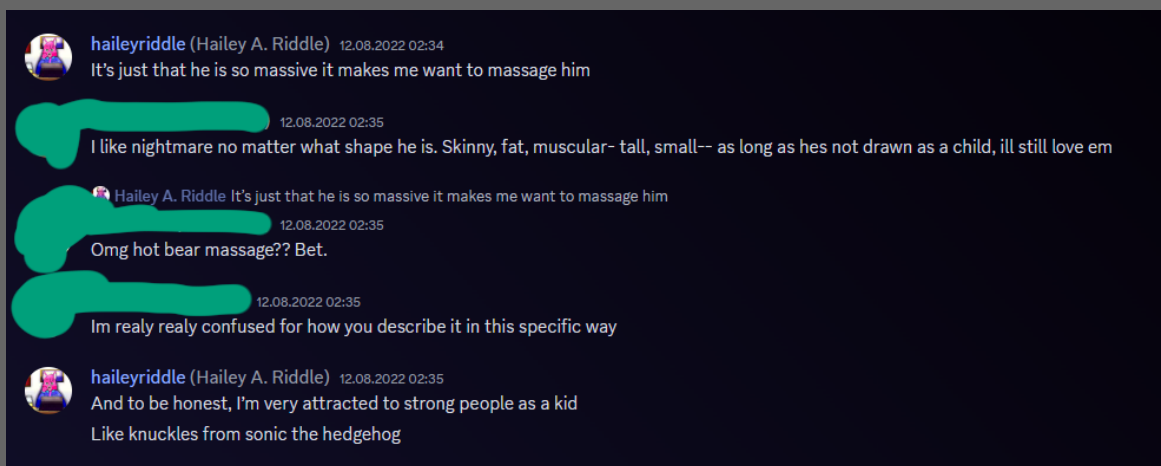 haileyriddle (Hailey A. Riddle) 12.08.2022 02:34
It's just that he is so massive it makes me want to massage him
12.08.2022 02:35
I like nightmare no matter what shape he is. Skinny, fat, muscular- tall, small-- as long as hes not drawn as a child, ill still love em
Hailey A. Riddle It's just that he is so massive it makes me want to massage him
12.08.2022 02:35
Omg hot bear massage?? Bet.
12.08.2022 02:35
Im realy realy confused for how you describe it in this specific way
haileyriddle (Hailey A. Riddle) 12.08.2022 02:35
And to be honest, I'm very attracted to strong people as a kid
Like knuckles from sonic the hedgehog